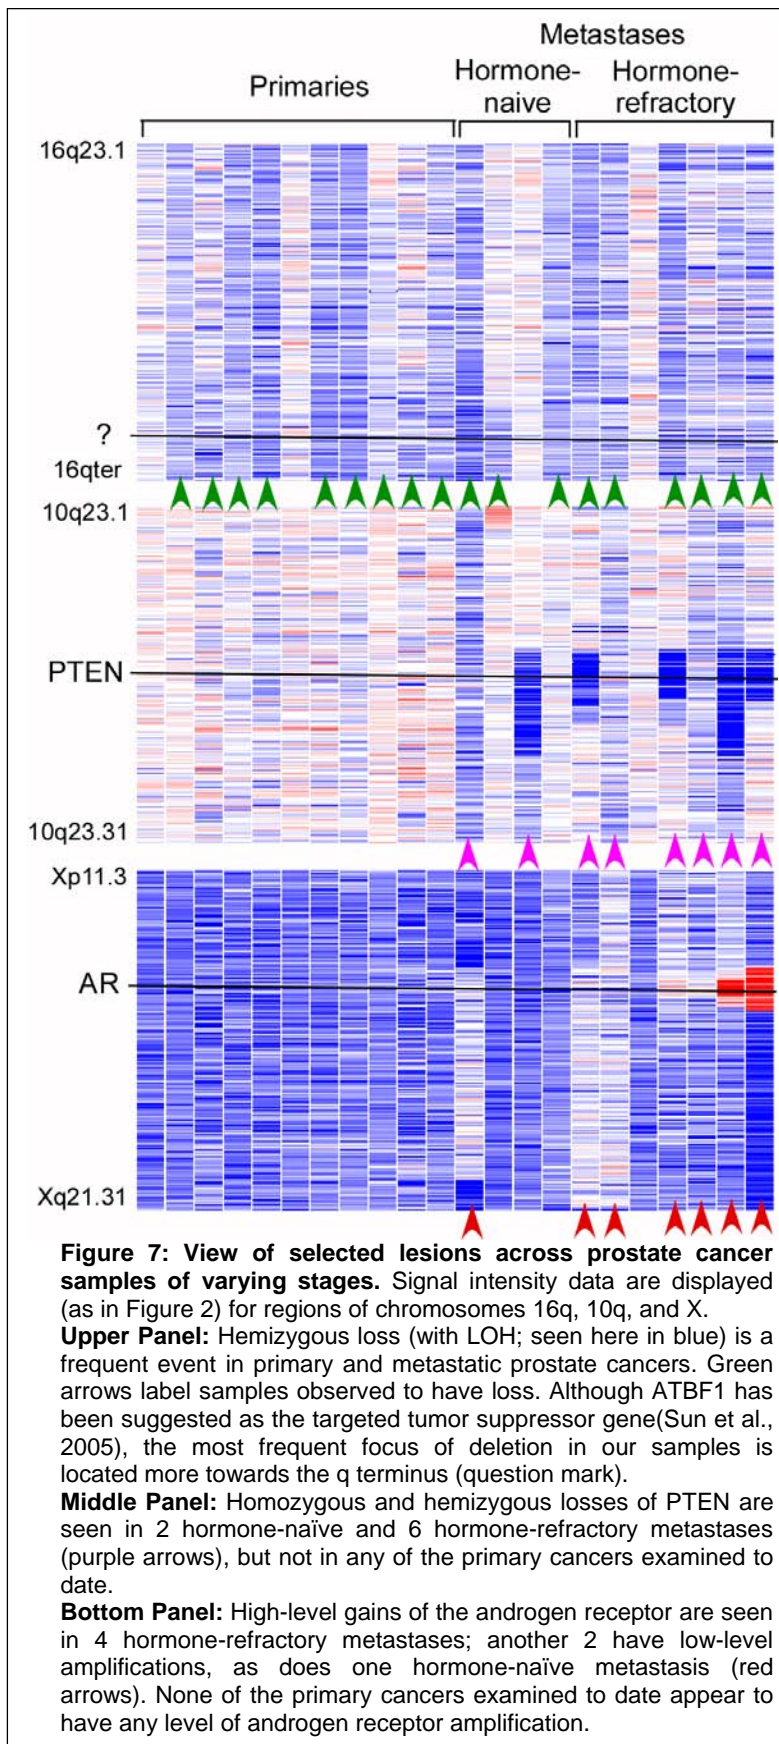 Metastases
Primaries
Hormone-
naive
Hormone-
refractory
16q23.1
?
16qter
10q23.1
PTEN
10q23.31
Xp11.3
AR
Xq21.31
Figure 7: View of selected lesions across prostate cancer
samples of varying stages. Signal intensity data are displayed
(as in Figure 2) for regions of chromosomes 16q, 10q, and X.
Upper Panel: Hemizygous loss (with LOH; seen here in blue) is a
frequent event in primary and metastatic prostate cancers. Green
arrows label samples observed to have loss. Although ATBF1 has
been suggested as the targeted tumor suppressor gene(Sun et al.,
2005), the most frequent focus of deletion in our samples is
located more towards the q terminus (question mark).
Middle Panel: Homozygous and hemizygous losses of PTEN are
seen in 2 hormone-naïve and 6 hormone-refractory metastases
(purple arrows), but not in any of the primary cancers examined to
date.
Bottom Panel: High-level gains of the androgen receptor are seen
in 4 hormone-refractory metastases; another 2 have low-level
amplifications, as does one hormone-naïve metastasis (red
arrows). None of the primary cancers examined to date appear to
have any level of androgen receptor amplification.